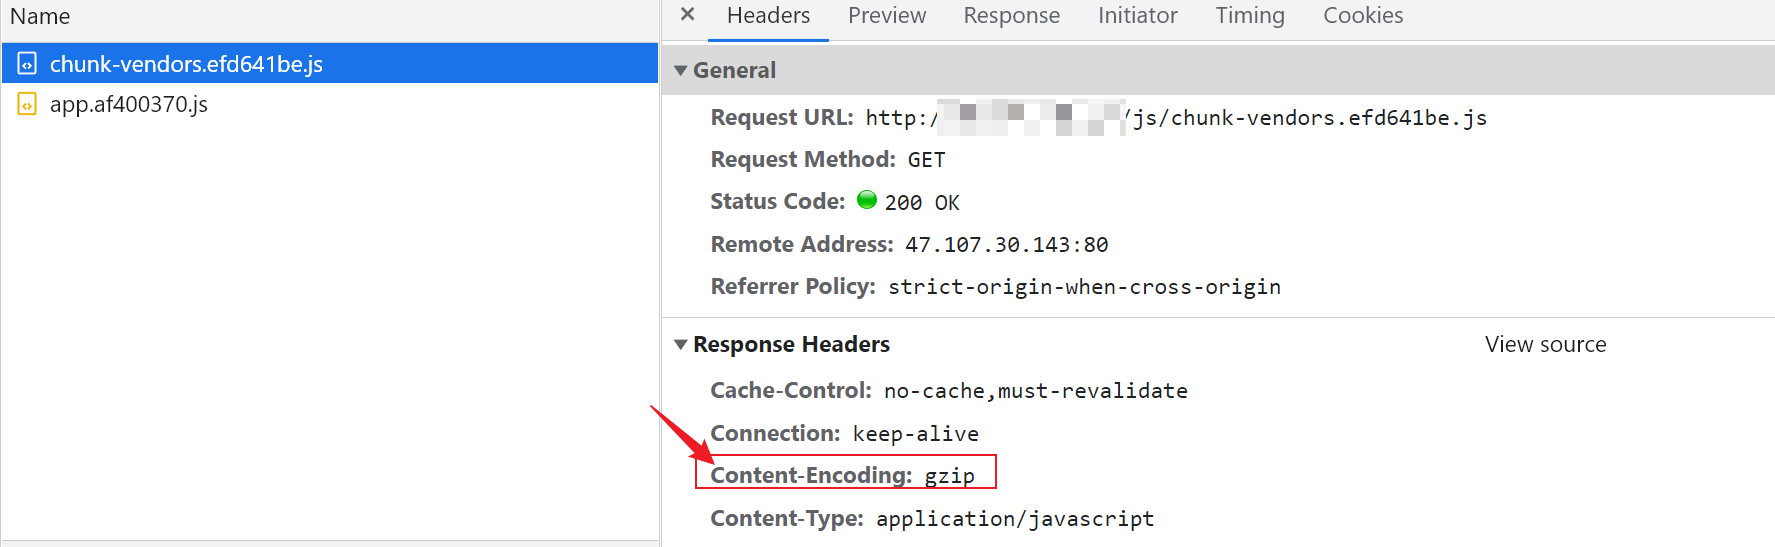 Name
chunk-vendors.efd641be.js
app.af400370.js
× Headers Preview Response Initiator Timing Cookies
General
Request URL: http:/ /js/chunk-vendors.efd641be.js
Request Method: GET
Status Code: 200 OK
Remote Address: 47.107.30.143:80
Referrer Policy: strict-origin-when-cross-origin
Response Headers View source
Cache-Control: no-cache,must-revalidate
Connection: keep-alive
Content-Encoding: gzip
Content-Type: application/javascript